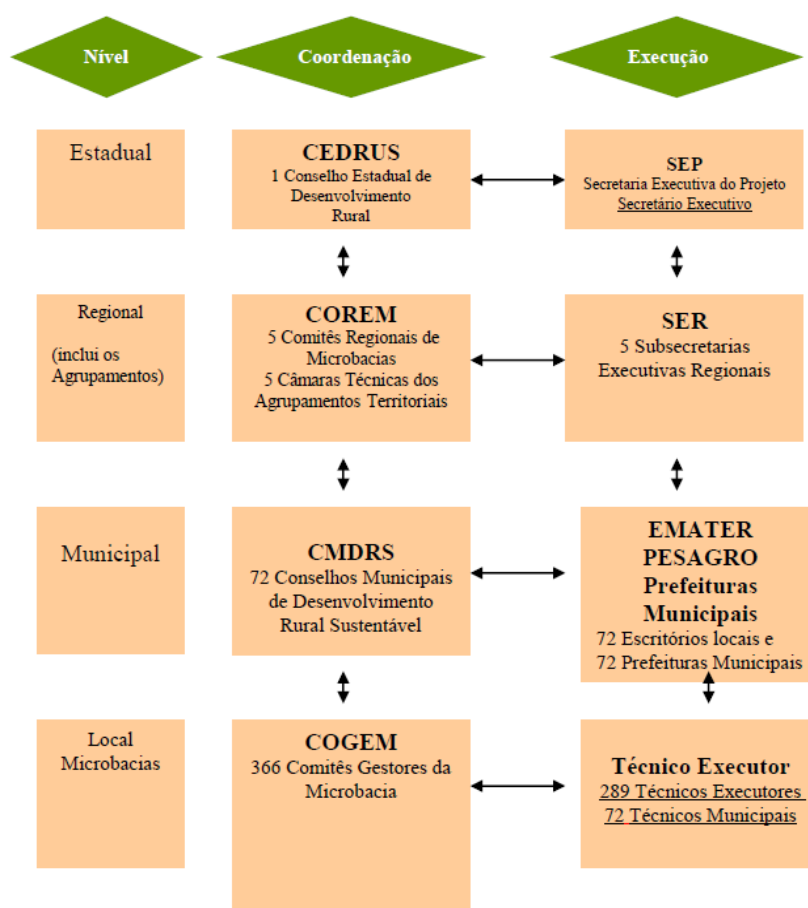 Nível
Coordenação
Execução
Estadual
CEDRUS
1 Conselho Estadual de
Desenvolvimento
Rural
SEP
Secretaria Executiva do Projeto
Secretário Executivo
Regional
(inclui os
Agrupamentos)
COREM
5 Comitês Regionais de
Microbacias
5 Câmaras Técnicas dos
Agrupamentos Territoriais
SER
5 Subsecretarias
Executivas Regionais
Municipal
CMDRS
72 Conselhos Municipais
de Desenvolvimento
Rural Sustentável
EMATER
PESAGRO
Prefeituras
Municipais
72 Escritórios locais e
72 Prefeituras Municipais
Local
Microbacias
COGEM
366 Comitês Gestores da
Microbacia
Técnico Executor
289 Técnicos Executores
72 Técnicos Municipais